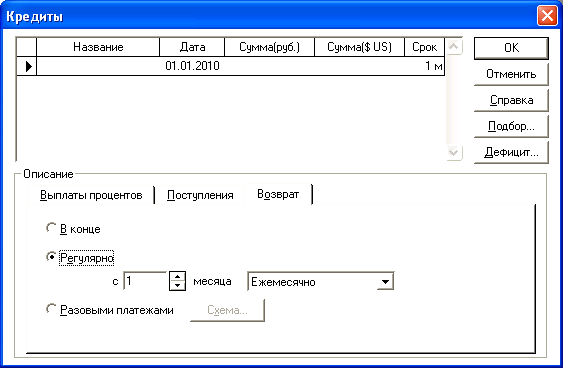 Кредиты
Название Дата Сумма(руб.) Сумма($ US) Срок
01.01.2010 1 м
OK
Отменить
Справка
Подбор...
Дефицит...
Описание
Выплаты процентов Поступления Возврат
В конце
Регулярно
с 1 месяца Ежемесячно
Разовыми платежами Схема...